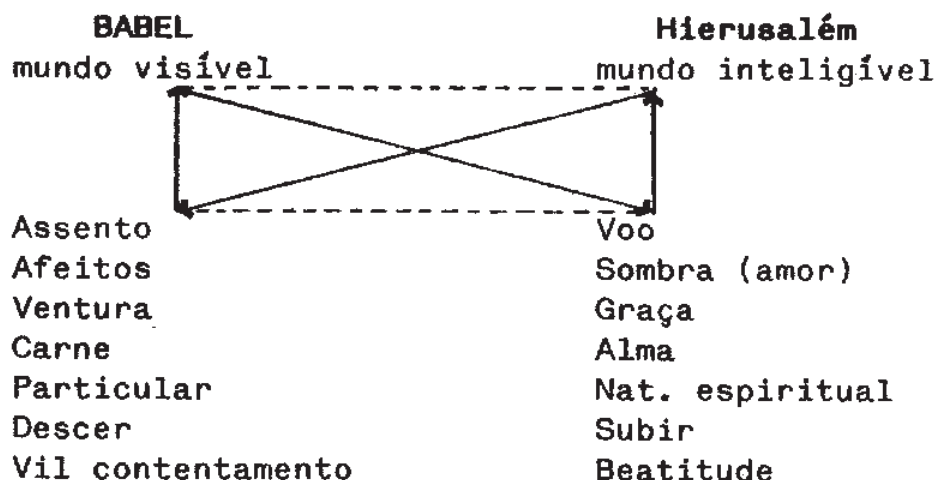 BABEL
Hierusalém
mundo visível
mundo inteligível
Assento
Voo
Afeitos
Sombra (amor)
Ventura
Graça
Carne
Alma
Particular
Nat. espiritual
Descer
Subir
Vil contentamento
Beatitude